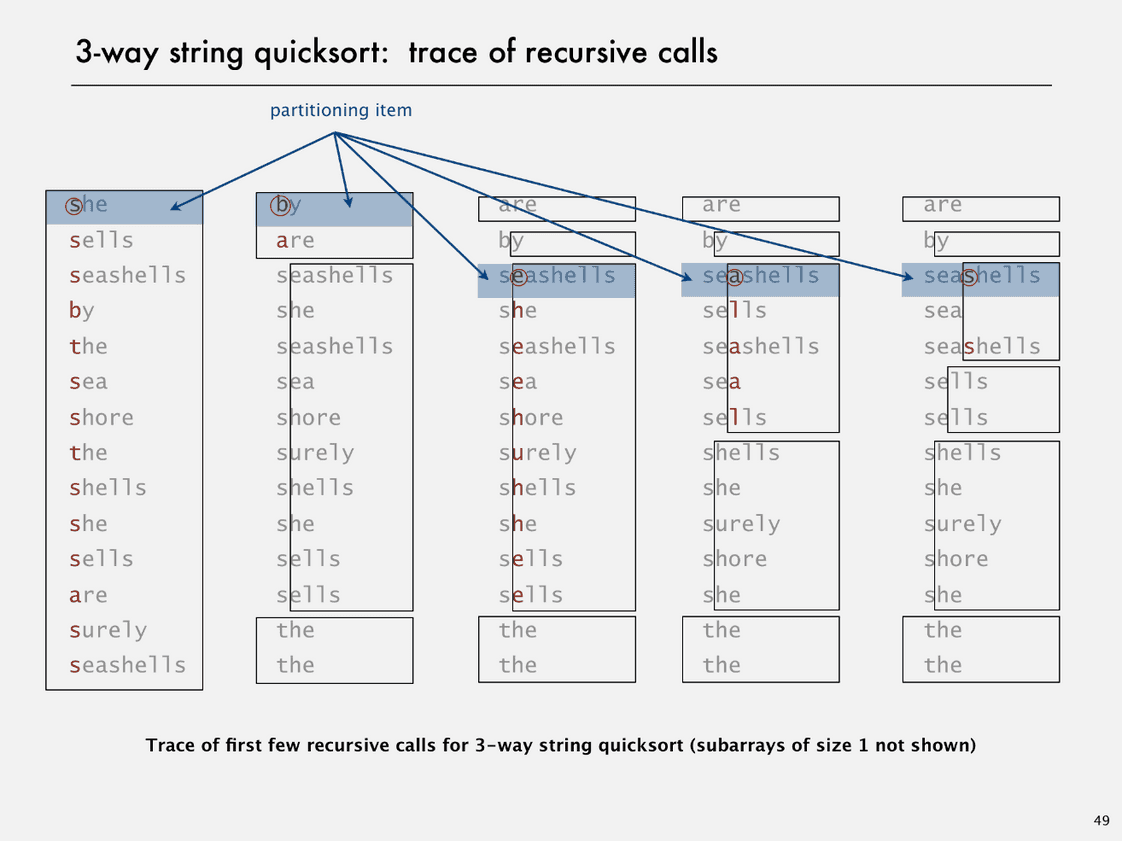 3-way string quicksort: trace of recursive calls
partitioning item
she by are are are
sells are by by by
seashells seashells seashells seashells seashells
by she she sells sea
the seashells seashells seashells seashells
sea sea sea sea sells
shore shore shore sells sells
the surely surely shells shells
shells shells shells she she
she she she surely surely
sells sells sells shore shore
are sells sells she she
surely the the the the
seashells the the the the
Trace of first few recursive calls for 3-way string quicksort (subarrays of size 1 not shown)
49